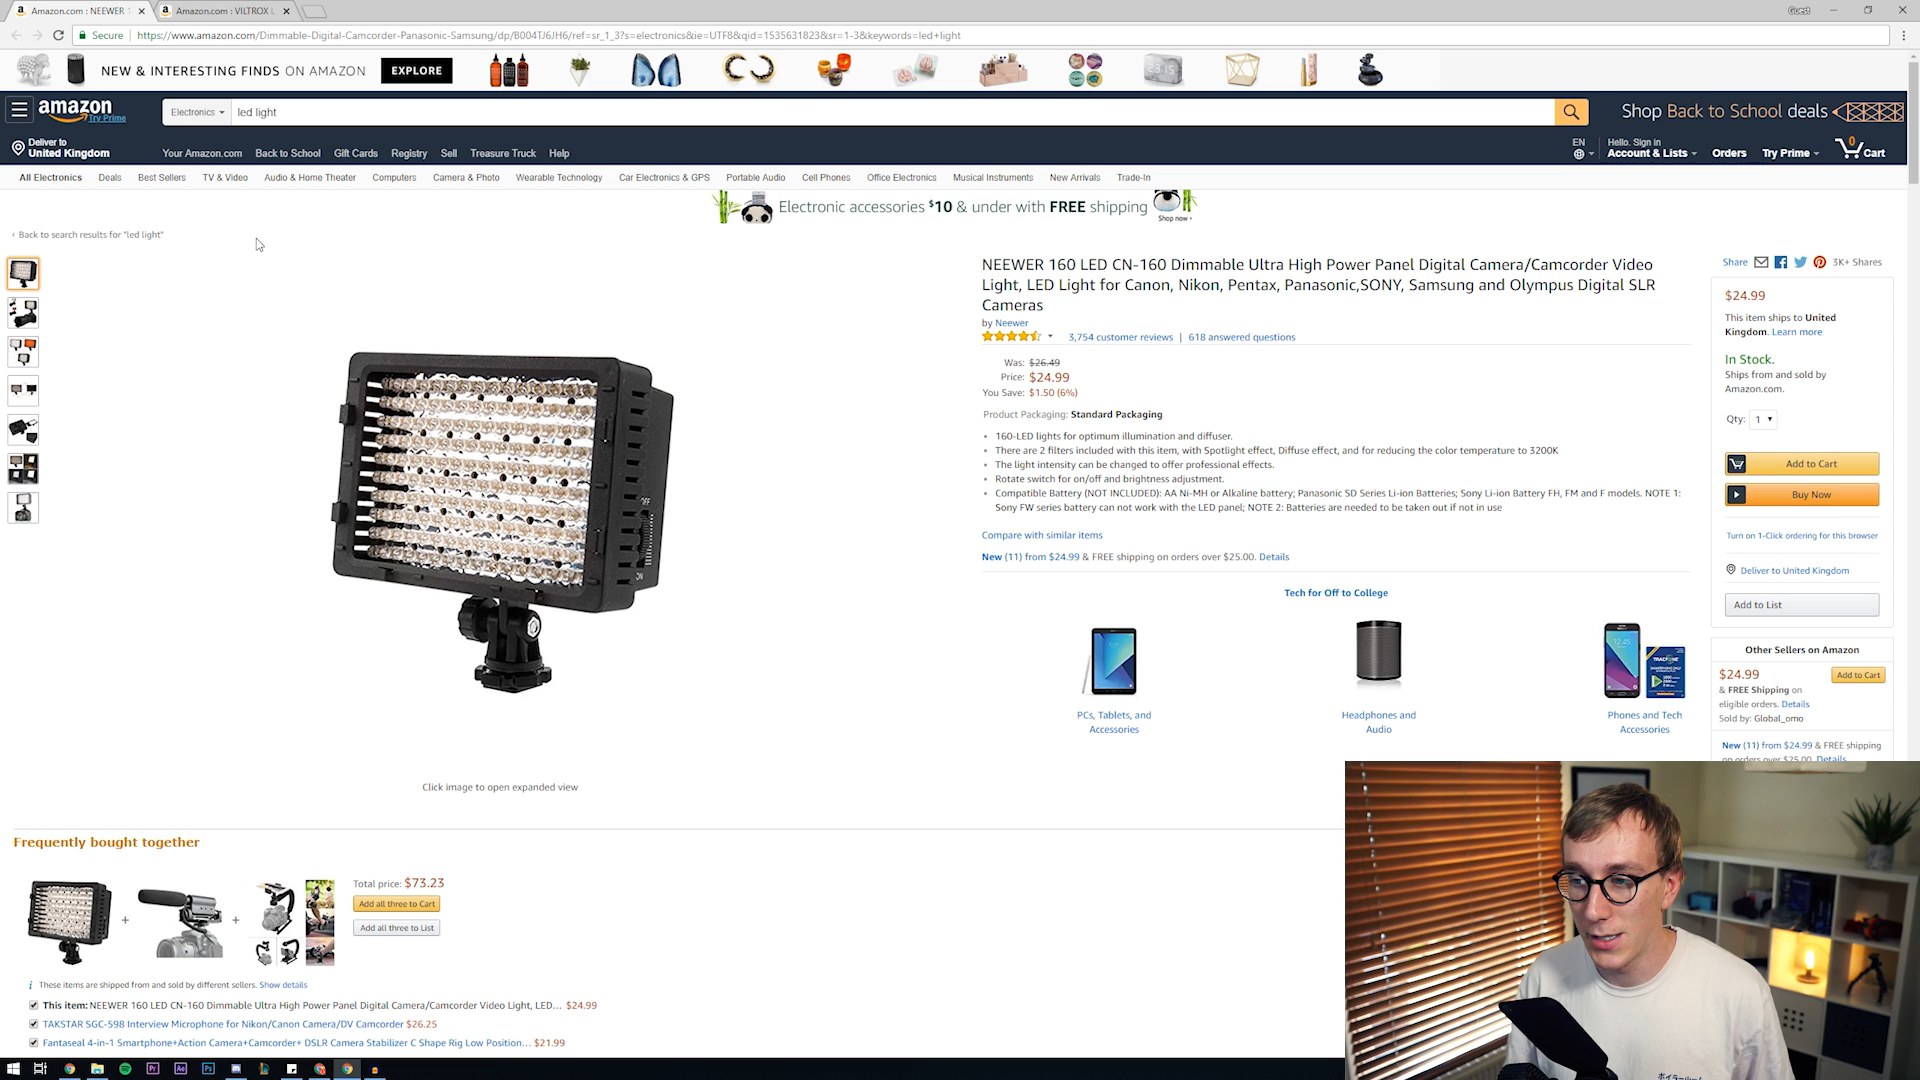 Amazon.com : NEEWER 1
Amazon.com : VILTROX L
Guest
Secure
https://www.amazon.com/Dimmable-Digital-Camcorder-Panasonic-Samsung/dp/B004TJ6JH6/ref=sr_1_3?s=electronics&ie=UTF8&qid=1535631823&sr=1-3&keywords=led+light
NEW & INTERESTING FINDS ON AMAZON EXPLORE
amazon
Try Prime
Electronics
led light
Shop Back to School deals
Deliver to
United Kingdom
Your Amazon.com Back to School Gift Cards Registry Sell Treasure Truck Help
EN
Hello. Sign in
Account & Lists
Orders
Try Prime
0
Cart
All Electronics Deals Best Sellers TV & Video Audio & Home Theater Computers Camera & Photo Wearable Technology Car Electronics & GPS Portable Audio Cell Phones Office Electronics Musical Instruments New Arrivals Trade-In
Electronic accessories $10 & under with FREE shipping
Shop now ›
‹ Back to search results for "led light"
NEEWER 160 LED CN-160 Dimmable Ultra High Power Panel Digital Camera/Camcorder Video
Light, LED Light for Canon, Nikon, Pentax, Panasonic,SONY, Samsung and Olympus Digital SLR
Cameras
by Neewer
3,754 customer reviews | 618 answered questions
Was: $26.49
Price: $24.99
You Save: $1.50 (6%)
Product Packaging: Standard Packaging
160-LED lights for optimum illumination and diffuser.
There are 2 filters included with this item, with Spotlight effect, Diffuse effect, and for reducing the color temperature to 3200K
The light intensity can be changed to offer professional effects.
Rotate switch for on/off and brightness adjustment.
Compatible Battery (NOT INCLUDED): AA Ni-MH or Alkaline battery; Panasonic SD Series Li-ion Batteries; Sony Li-ion Battery FH, FM and F models. NOTE 1:
Sony FW series battery can not work with the LED panel; NOTE 2: Batteries are needed to be taken out if not in use
Compare with similar items
New (11) from $24.99 & FREE shipping on orders over $25.00. Details
Tech for Off to College
PCs, Tablets, and
Accessories
Headphones and
Audio
Phones and Tech
Accessories
Share
3K+ Shares
$24.99
This item ships to United
Kingdom. Learn more
In Stock.
Ships from and sold by
Amazon.com.
Qty: 1
Add to Cart
Buy Now
Turn on 1-Click ordering for this browser
Deliver to United Kingdom
Add to List
Other Sellers on Amazon
$24.99
Add to Cart
& FREE Shipping on
eligible orders. Details
Sold by: Global_omo
New (11) from $24.99 & FREE shipping
on orders over $25.00. Details
OFF
ON
Click image to open expanded view
Frequently bought together
Total price: $73.23
Add all three to Cart
Add all three to List
i These items are shipped from and sold by different sellers. Show details
This item: NEEWER 160 LED CN-160 Dimmable Ultra High Power Panel Digital Camera/Camcorder Video Light, LED… $24.99
TAKSTAR SGC-598 Interview Microphone for Nikon/Canon Camera/DV Camcorder $26.25
Fantaseal 4-in-1 Smartphone+Action Camera+Camcorder+ DSLR Camera Stabilizer C Shape Rig Low Position… $21.99
Pr
Ae
Ps